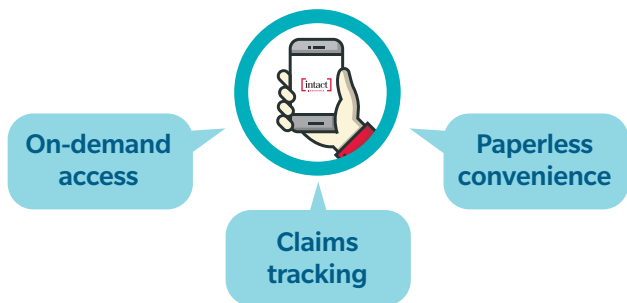 [intact]
On-demand
access
Paperless
convenience
Claims
tracking